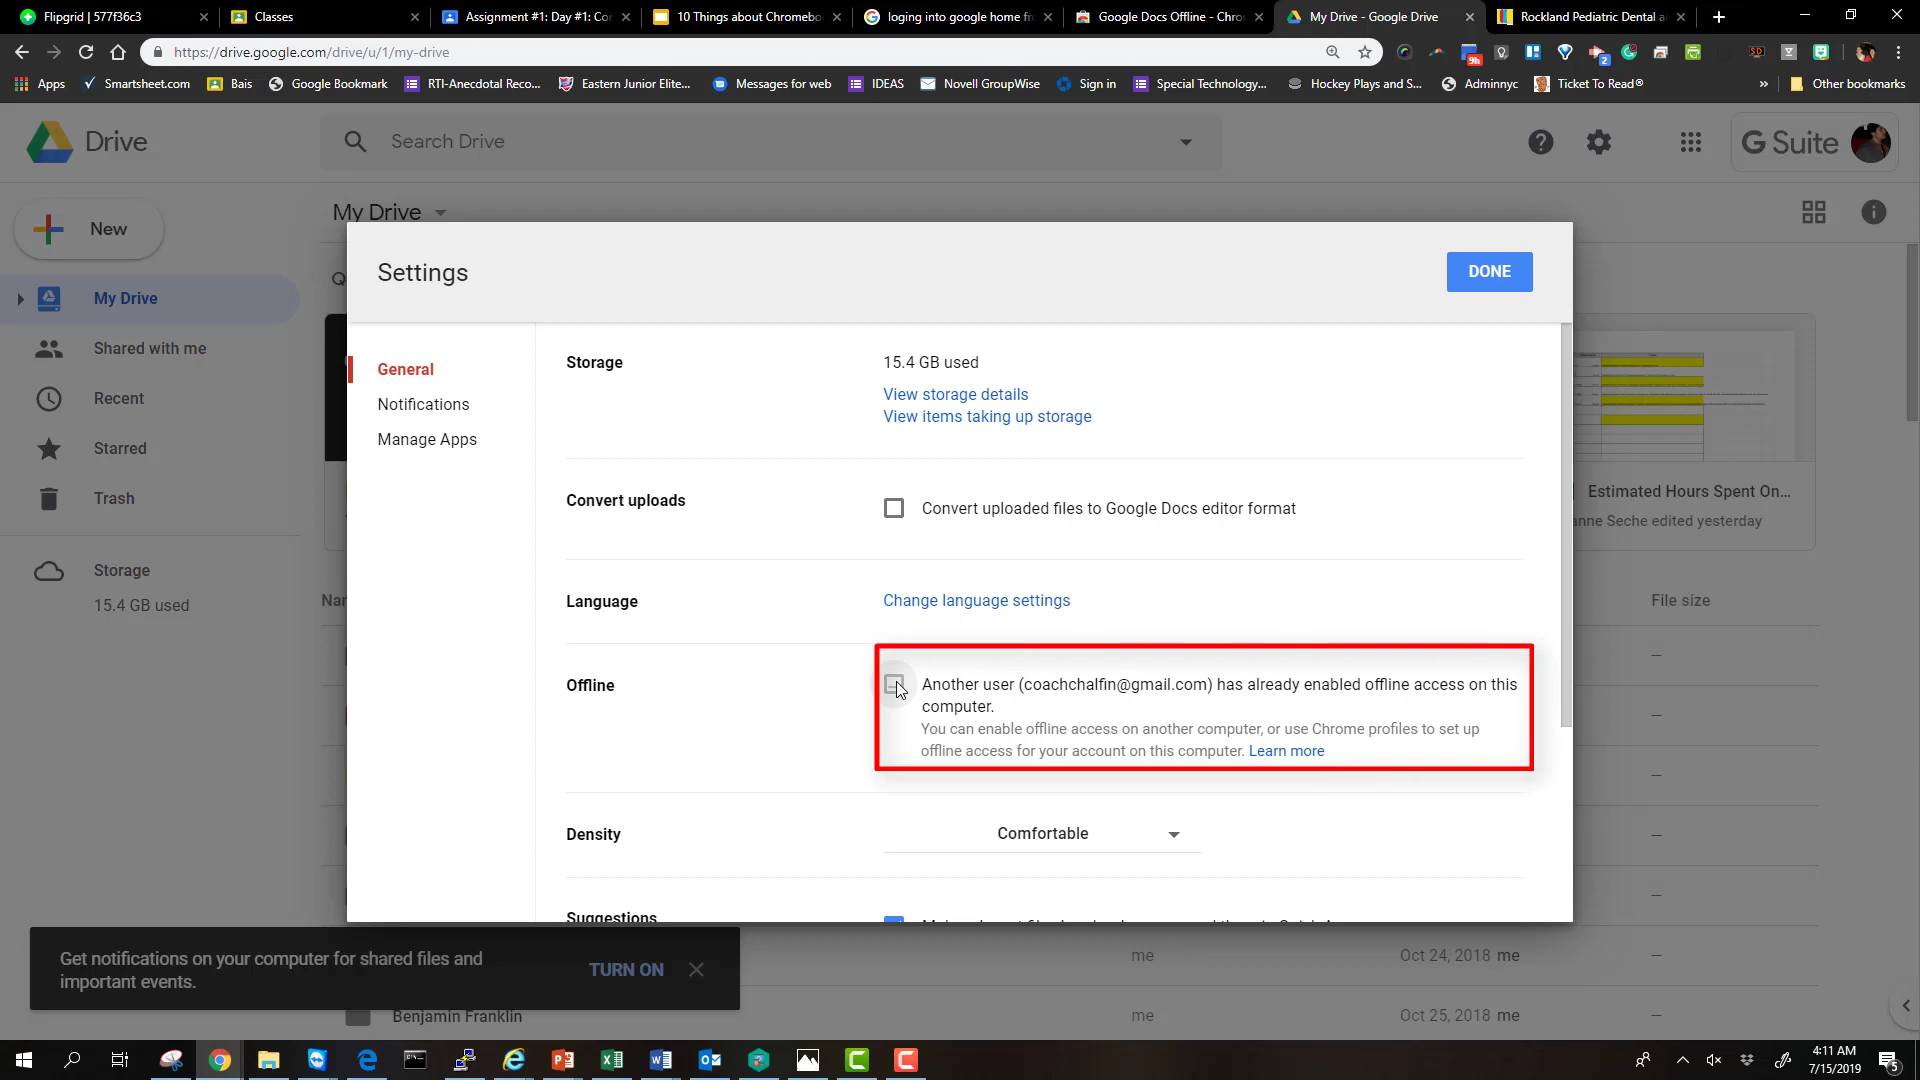 Flipgrid | 577f36c3
Classes
Assignment #1: Day #1: Co
10 Things about Chromebo
loging into google home fr
Google Docs Offline - Chro
My Drive - Google Drive
Rockland Pediatric Dental a
https://drive.google.com/drive/u/1/my-drive
9h
2
SD
Apps
Smartsheet.com
Bais
Google Bookmark
RTI-Anecdotal Reco...
Eastern Junior Elite...
Messages for web
IDEAS
Novell GroupWise
Sign in
Special Technology...
Hockey Plays and S...
Adminnyc
Ticket To Read®
»
Other bookmarks
Drive
Search Drive
G Suite
New
My Drive
My Drive
Shared with me
Recent
Starred
Trash
Storage
15.4 GB used
Settings
DONE
General
Notifications
Manage Apps
Storage
15.4 GB used
View storage details
View items taking up storage
Convert uploads
Convert uploaded files to Google Docs editor format
Language
Change language settings
Offline
Another user (coachchalfin@gmail.com) has already enabled offline access on this
computer.
You can enable offline access on another computer, or use Chrome profiles to set up
offline access for your account on this computer. Learn more
Density
Comfortable
Suggestions
Estimated Hours Spent On...
anne Seche edited yesterday
Nar
File size
–
–
–
–
–
Get notifications on your computer for shared files and
important events.
TURN ON
me
Oct 24, 2018 me
–
Benjamin Franklin
me
Oct 25, 2018 me
–
4:11 AM
7/15/2019
5